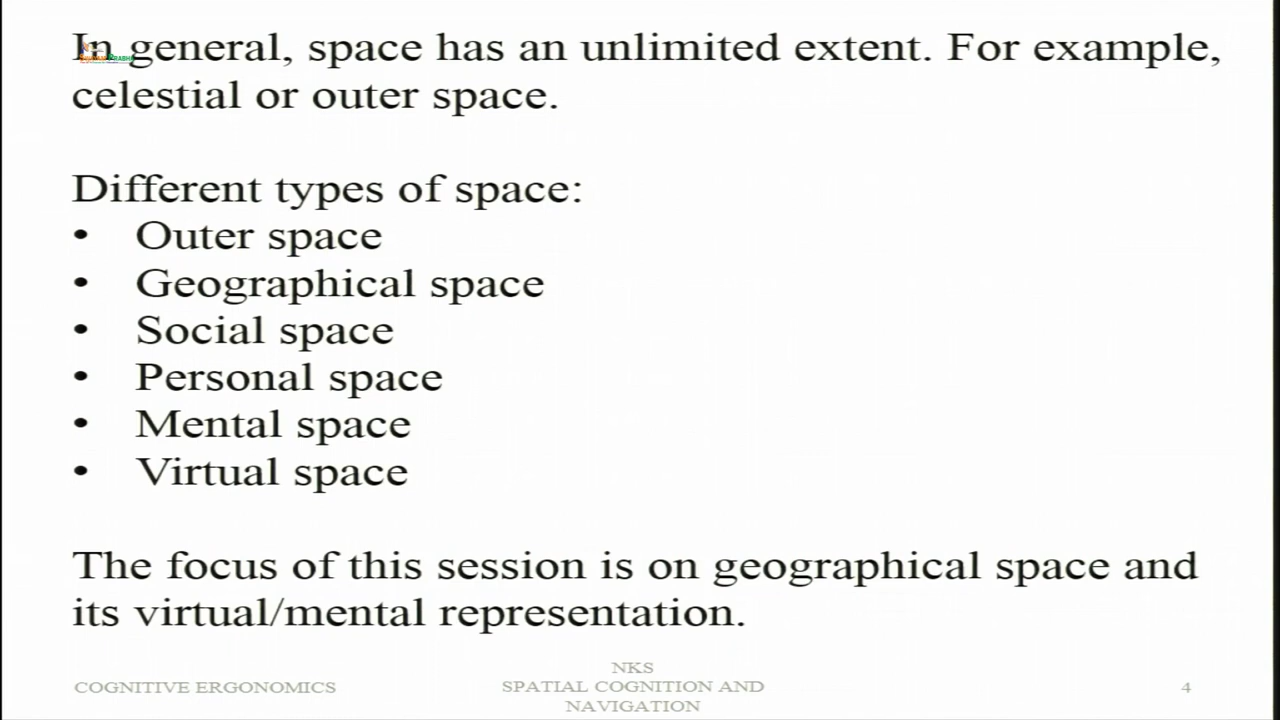 In general, space has an unlimited extent. For example,
celestial or outer space.
Different types of space:
• Outer space
• Geographical space
• Social space
• Personal space
• Mental space
• Virtual space
The focus of this session is on geographical space and
its virtual/mental representation.
COGNITIVE ERGONOMICS
NKS
SPATIAL COGNITION AND
NAVIGATION
4